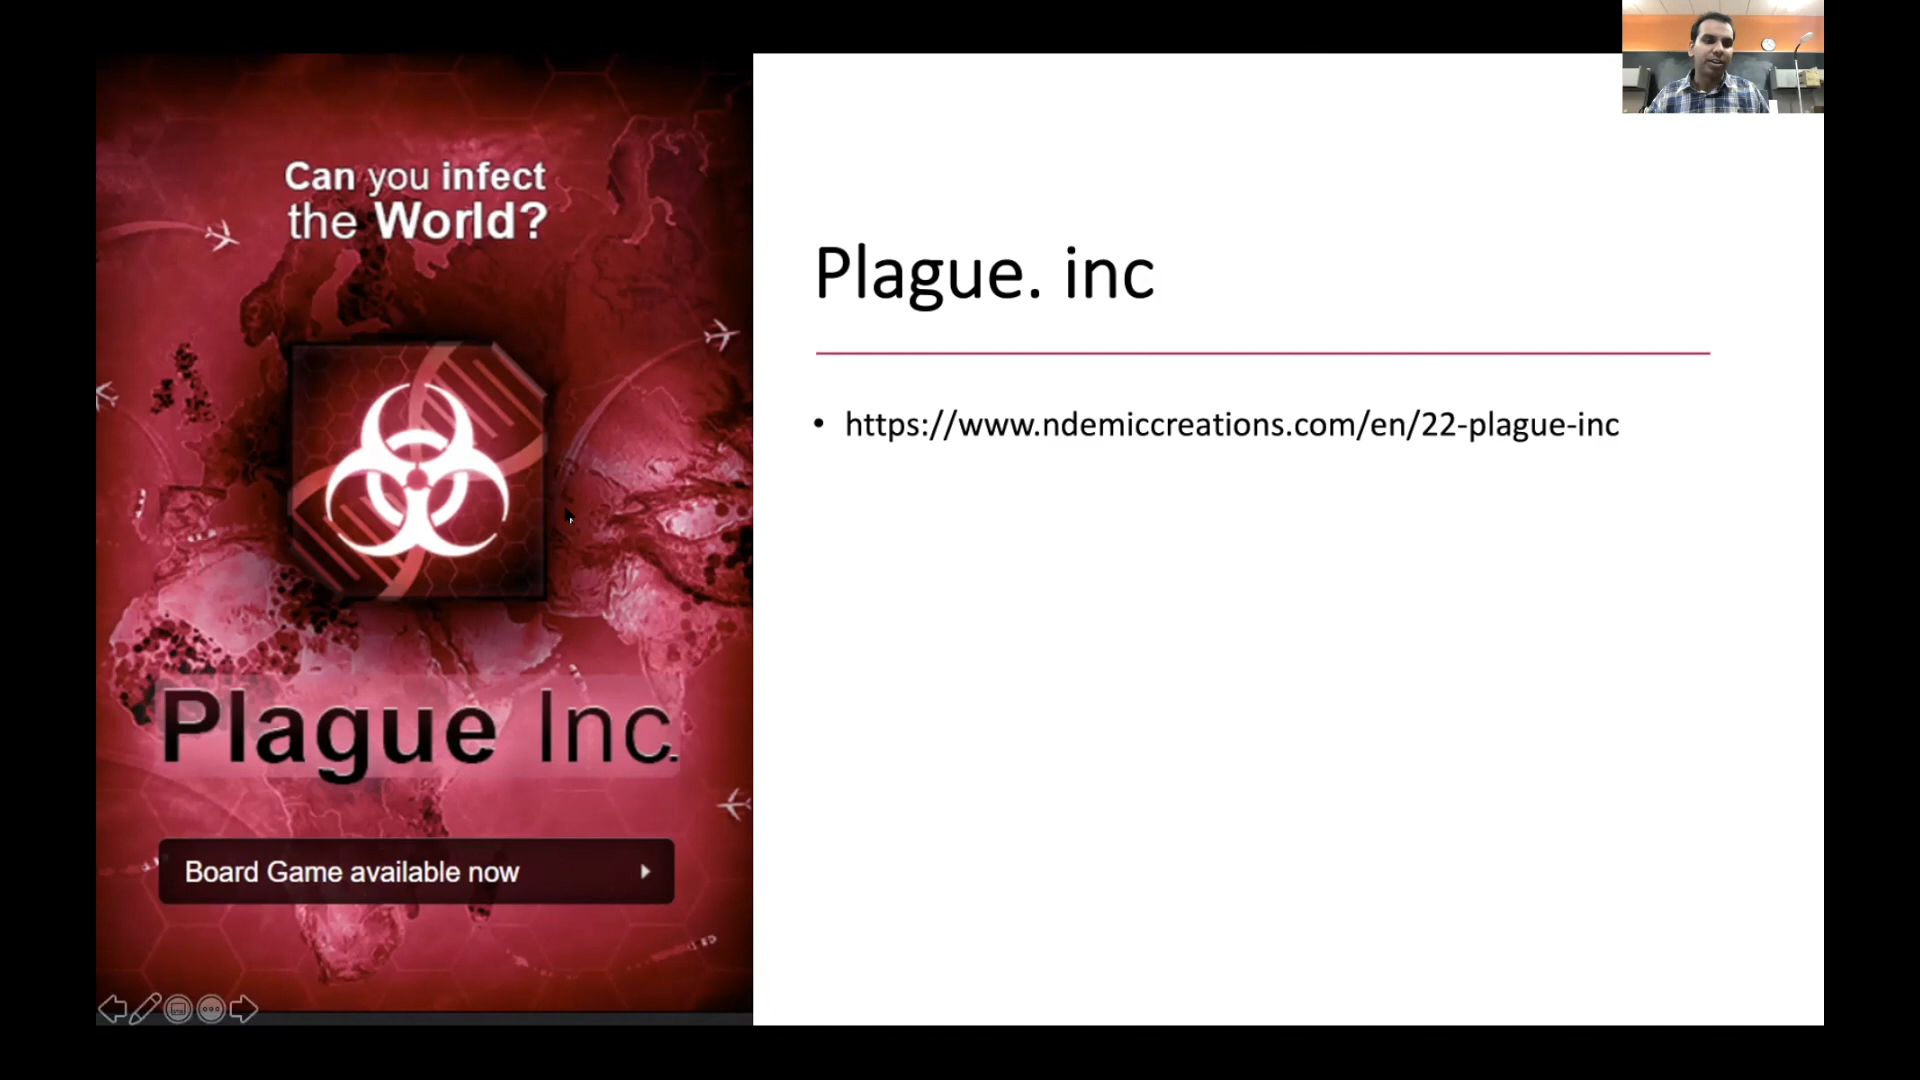 Can you infect
the World?
Plague Inc.
Board Game available now
Plague. inc
• https://www.ndemiccreations.com/en/22-plague-inc